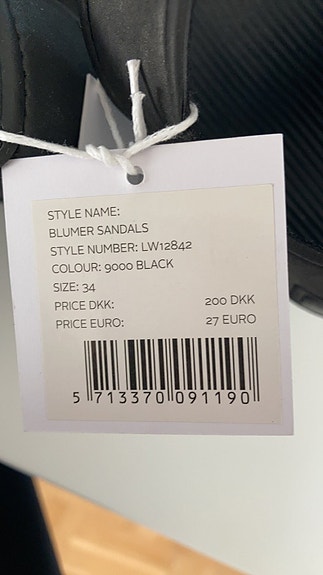 STYLE NAME:
BLUMER SANDALS
STYLE NUMBER: LW12842
COLOUR: 9000 BLACK
SIZE: 34
PRICE DKK: 200 DKK
PRICE EURO: 27 EURO
5 713370 091190